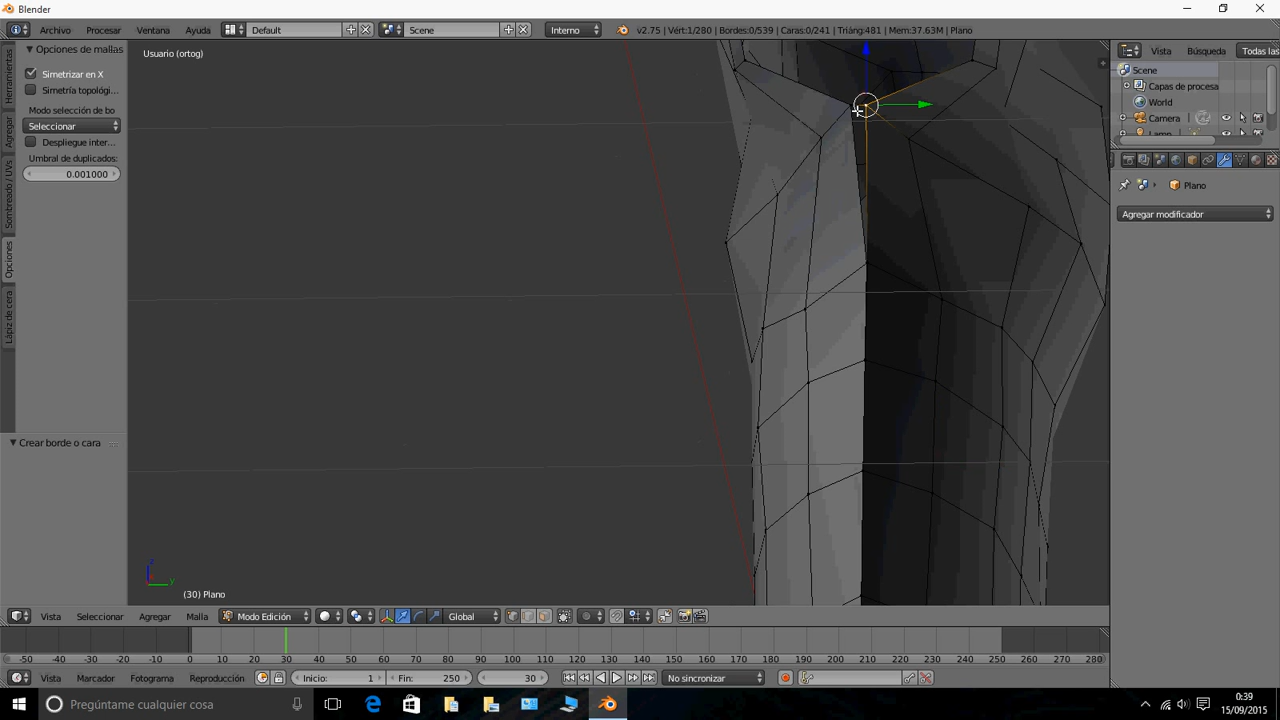 Blender
Archivo Procesar Ventana Ayuda Default Scene Interno v2.75 | Vért:1/280 | Bordes:0/539 | Caras:0/241 | Triáng:481 | Mem:37.63M | Plano
Opciones de mallas
Simetrizar en X
Simetría topológi...
Modo selección de bo
Seleccionar
Despliegue inter...
Umbral de duplicados:
0.001000
Crear borde o cara
Herramientas
Agregar
Sombreado / UVs
Opciones
Lápiz de cera
Usuario (ortog)
z
y
(30) Plano
Vista Búsqueda Todas las
Scene
Capas de procesa
World
Camera
Plano
Agregar modificador
Vista Seleccionar Agregar Malla Modo Edición Global
-50 -40 -30 -20 -10 0 10 20 30 40 50 60 70 80 90 100 110 120 130 140 150 160 170 180 190 200 210 220 230 240 250 260 270 280
Vista Marcador Fotograma Reproducción Inicio: 1 Fin: 250 30 No sincronizar
Pregúntame cualquier cosa
0:39
15/09/2015